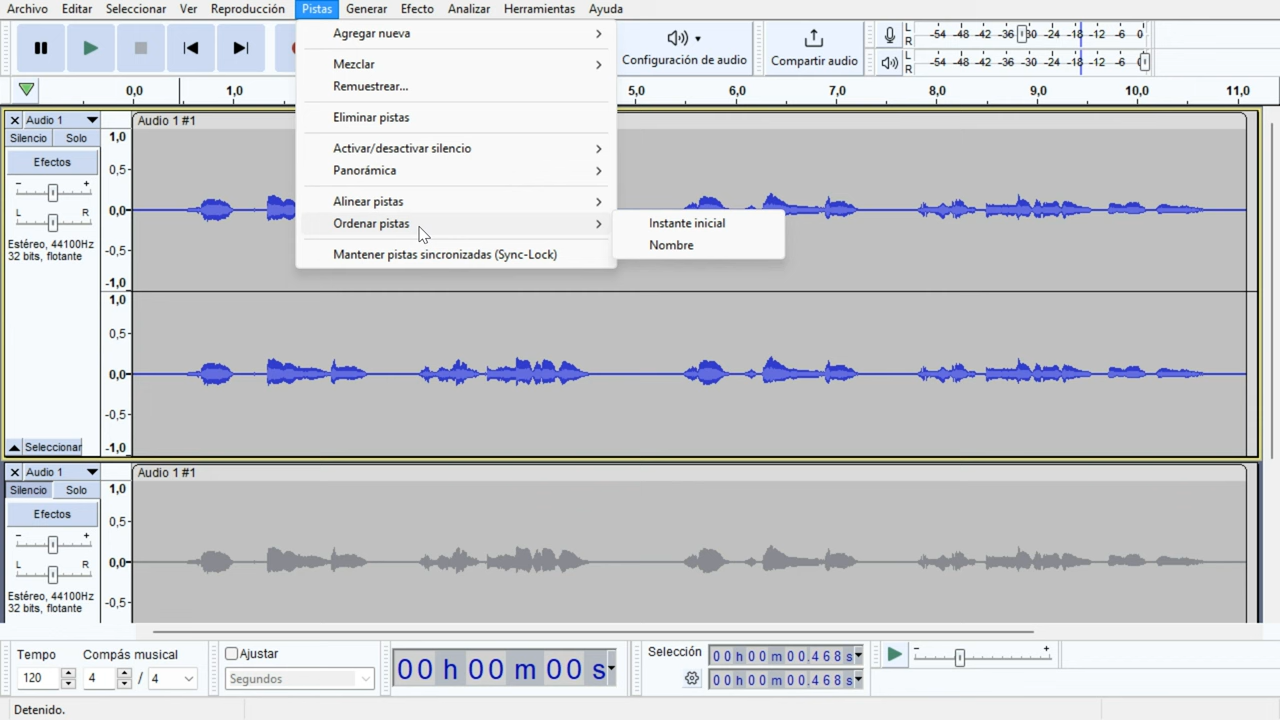 Archivo Editar Seleccionar Ver Reproducción Pistas Generar Efecto Analizar Herramientas Ayuda
Agregar nueva
Mezclar
Remuestrear...
Eliminar pistas
Activar/desactivar silencio
Panorámica
Alinear pistas
Ordenar pistas
Mantener pistas sincronizadas (Sync-Lock)
Instante inicial
Nombre
Configuración de audio
Compartir audio
L
R
-54 -48 -42 -36 -30 -24 -18 -12 -6 0
L
R
-54 -48 -42 -36 -30 -24 -18 -12 -6
0,0 1,0 5,0 6,0 7,0 8,0 9,0 10,0 11,0
Audio 1
Audio 1 #1
Silencio Solo
Efectos
- +
L R
Estéreo, 44100Hz
32 bits, flotante
1,0
0,5
0,0
-0,5
-1,0
1,0
0,5
0,0
-0,5
-1,0
Seleccionar
Audio 1
Audio 1 #1
Silencio Solo
Efectos
- +
L R
Estéreo, 44100Hz
32 bits, flotante
1,0
0,5
0,0
-0,5
Tempo
120
Compás musical
4 / 4
Ajustar
Segundos
00 h 00 m 00 s
Selección
00 h 00 m 00.468 s
00 h 00 m 00.468 s
- +
Detenido.